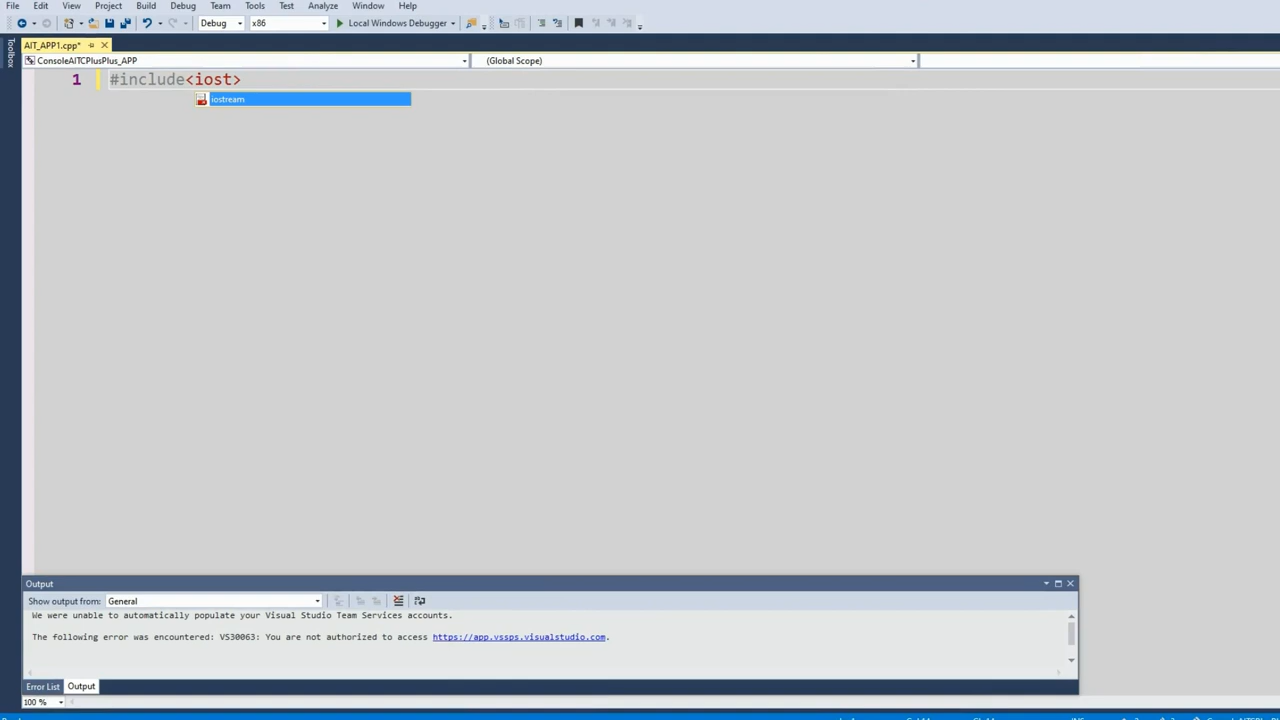 File Edit View Project Build Debug Team Tools Test Analyze Window Help
Debug x86 Local Windows Debugger
Toolbox
AIT_APP1.cpp*
ConsoleAITCPlusPlus_APP (Global Scope)
1 #include<iost>
iostream
Output
Show output from: General
We were unable to automatically populate your Visual Studio Team Services accounts.
The following error was encountered: VS30063: You are not authorized to access https://app.vssps.visualstudio.com.
Error List Output
100 %